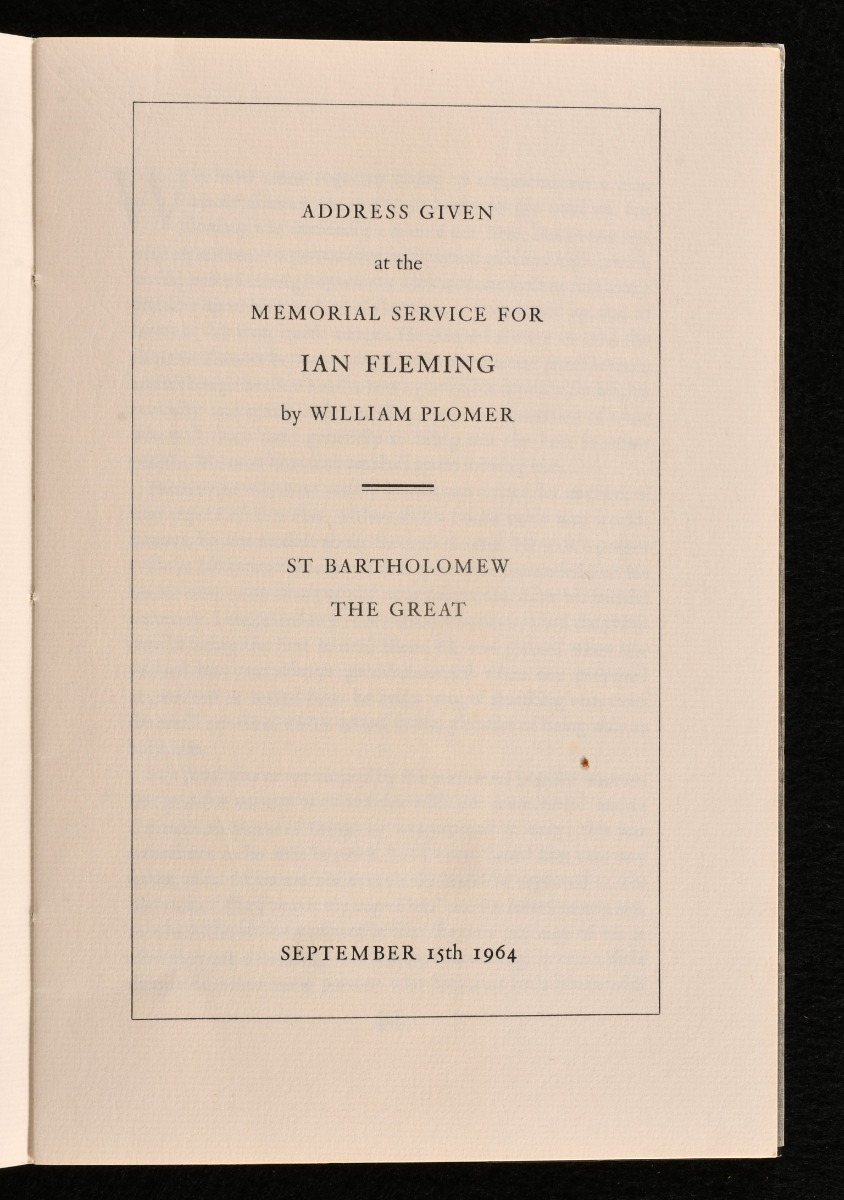 ADDRESS GIVEN
at the
MEMORIAL SERVICE FOR
IAN FLEMING
by WILLIAM PLOMER
ST BARTHOLOMEW
THE GREAT
SEPTEMBER 15th 1964